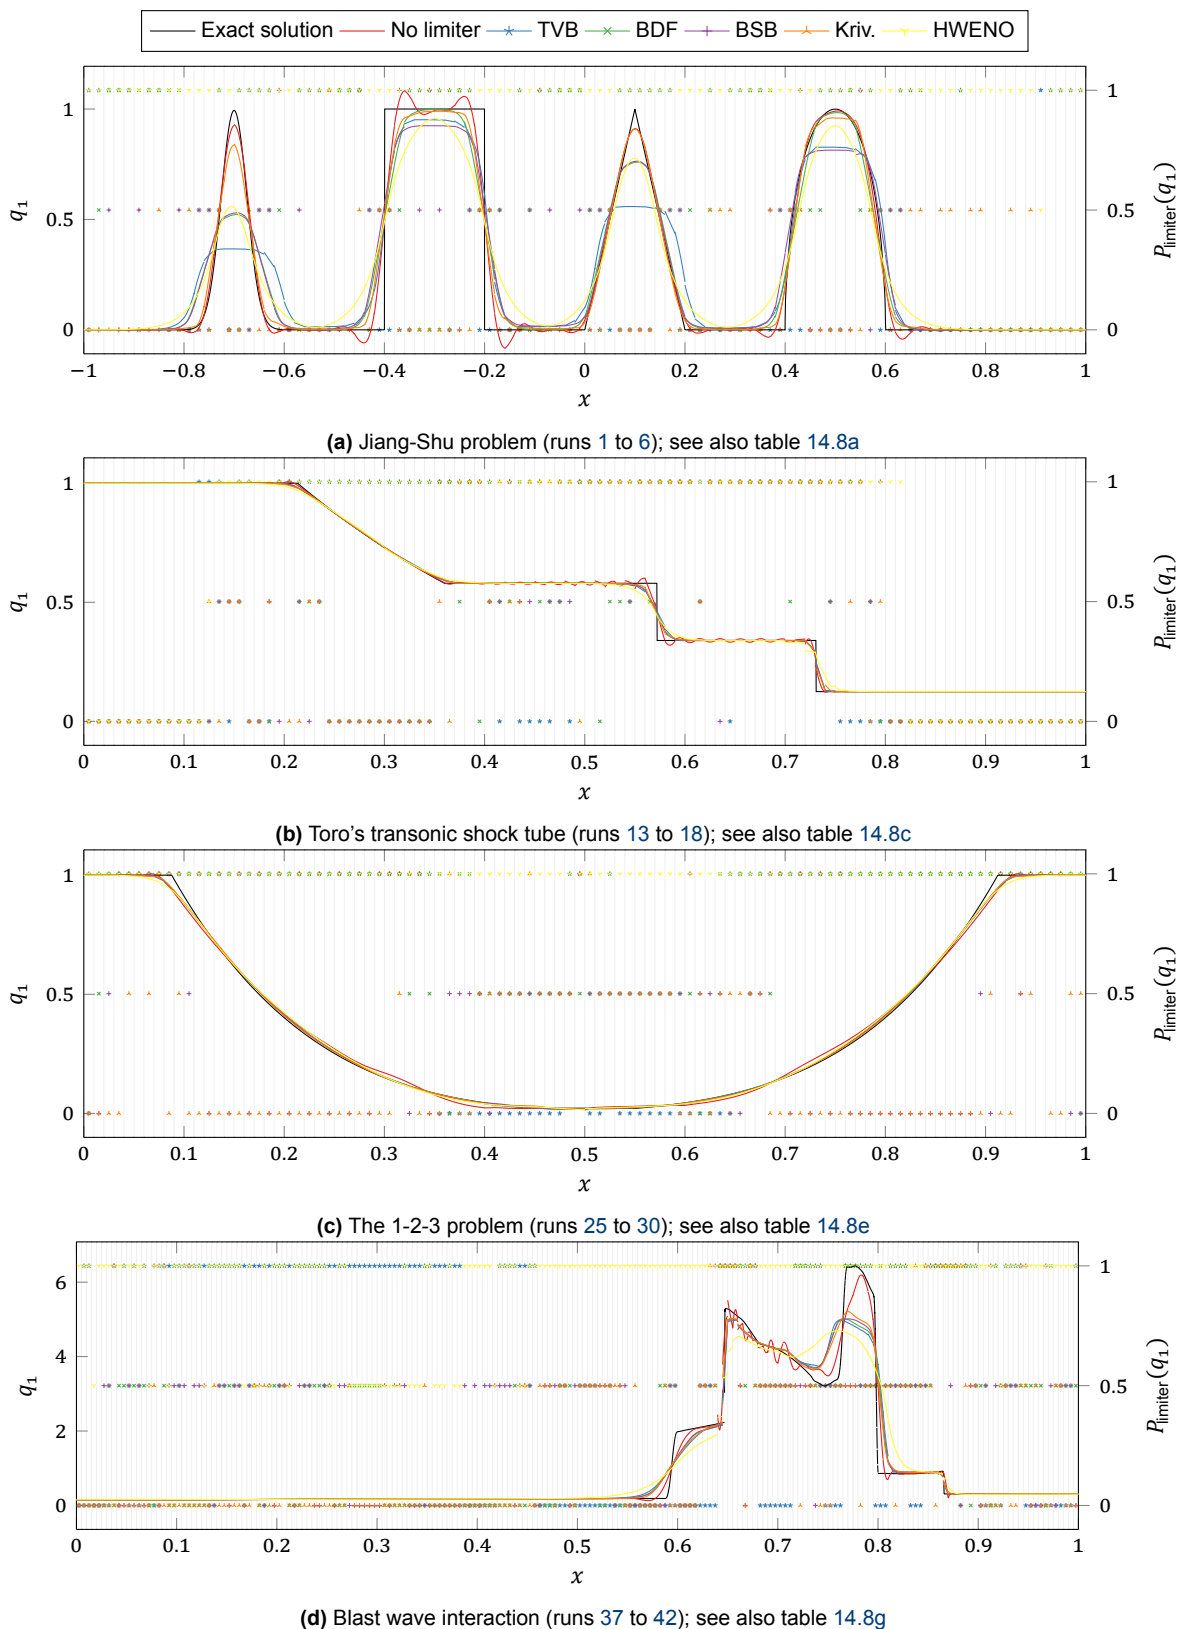 Exact solution No limiter TVB BDF BSB Kriv. HWENO
1
0.5
0
q₁
1
0.5
0
P_limiter(q₁)
−1 −0.8 −0.6 −0.4 −0.2 0 0.2 0.4 0.6 0.8 1
x
(a) Jiang-Shu problem (runs 1 to 6); see also table 14.8a
1
0.5
0
q₁
1
0.5
0
P_limiter(q₁)
0 0.1 0.2 0.3 0.4 0.5 0.6 0.7 0.8 0.9 1
x
(b) Toro's transonic shock tube (runs 13 to 18); see also table 14.8c
1
0.5
0
q₁
1
0.5
0
P_limiter(q₁)
0 0.1 0.2 0.3 0.4 0.5 0.6 0.7 0.8 0.9 1
x
(c) The 1-2-3 problem (runs 25 to 30); see also table 14.8e
6
4
2
0
q₁
1
0.5
0
P_limiter(q₁)
0 0.1 0.2 0.3 0.4 0.5 0.6 0.7 0.8 0.9 1
x
(d) Blast wave interaction (runs 37 to 42); see also table 14.8g